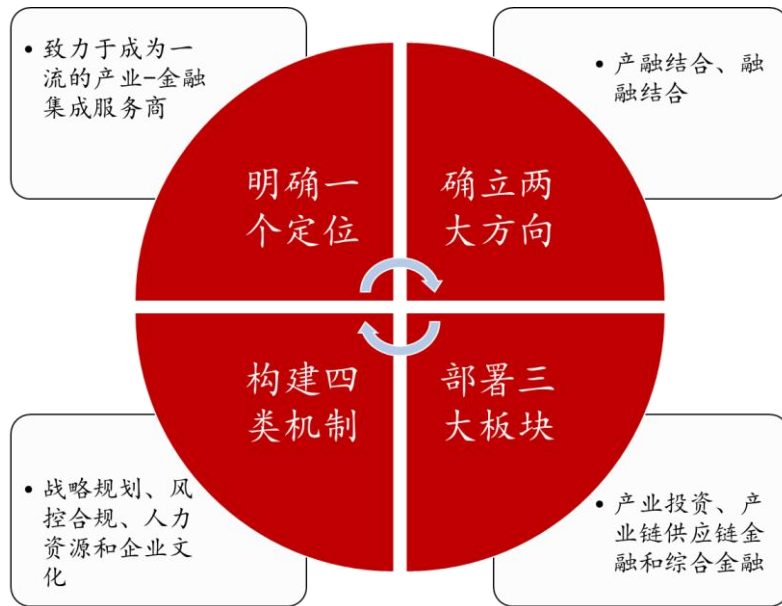 • 致力于成为一
流的产业-金融
集成服务商
• 产融结合、融
融结合
明确一
个定位
确立两
大方向
构建四
类机制
部署三
大板块
• 战略规划、风
控合规、人力
资源和企业文
化
• 产业投资、产
业链供应链金
融和综合金融